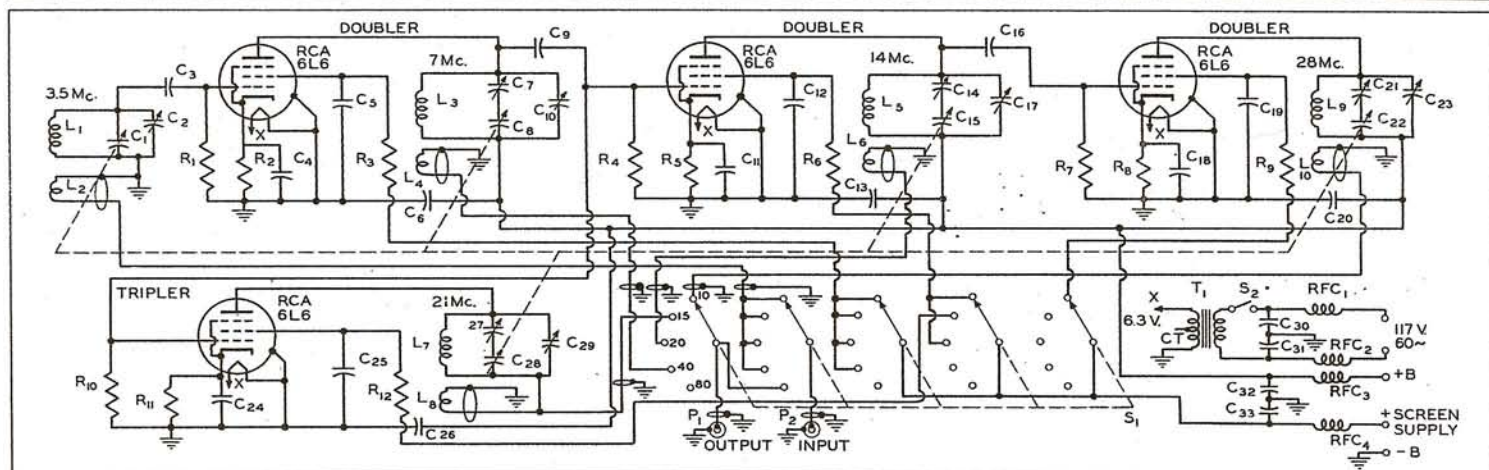 DOUBLER
RCA
6L6
3.5 Mc.
C3
L1
C1
C2
L2
X
R1
R2
C4
C5
R3
7 Mc.
L3
C7
C8
C10
L4
C6
C9
DOUBLER
RCA
6L6
X
R4
R5
C11
C12
R6
14 Mc.
L5
C14
C15
C17
L6
C13
C16
DOUBLER
RCA
6L6
X
R7
R8
C18
C19
R9
28 Mc.
L9
C21
C22
C23
L10
C20
TRIPLER
RCA
6L6
X
R10
R11
C24
C25
R12
C26
21 Mc.
L7
27
C28
C29
L8
10
15
20
40
80
P1
OUTPUT
P2
INPUT
S1
X
6.3 V.
CT
T1
S2
C30
C31
RFC1
117 V.
60~
RFC2
+B
RFC3
C32
C33
+ SCREEN
SUPPLY
RFC4
-B